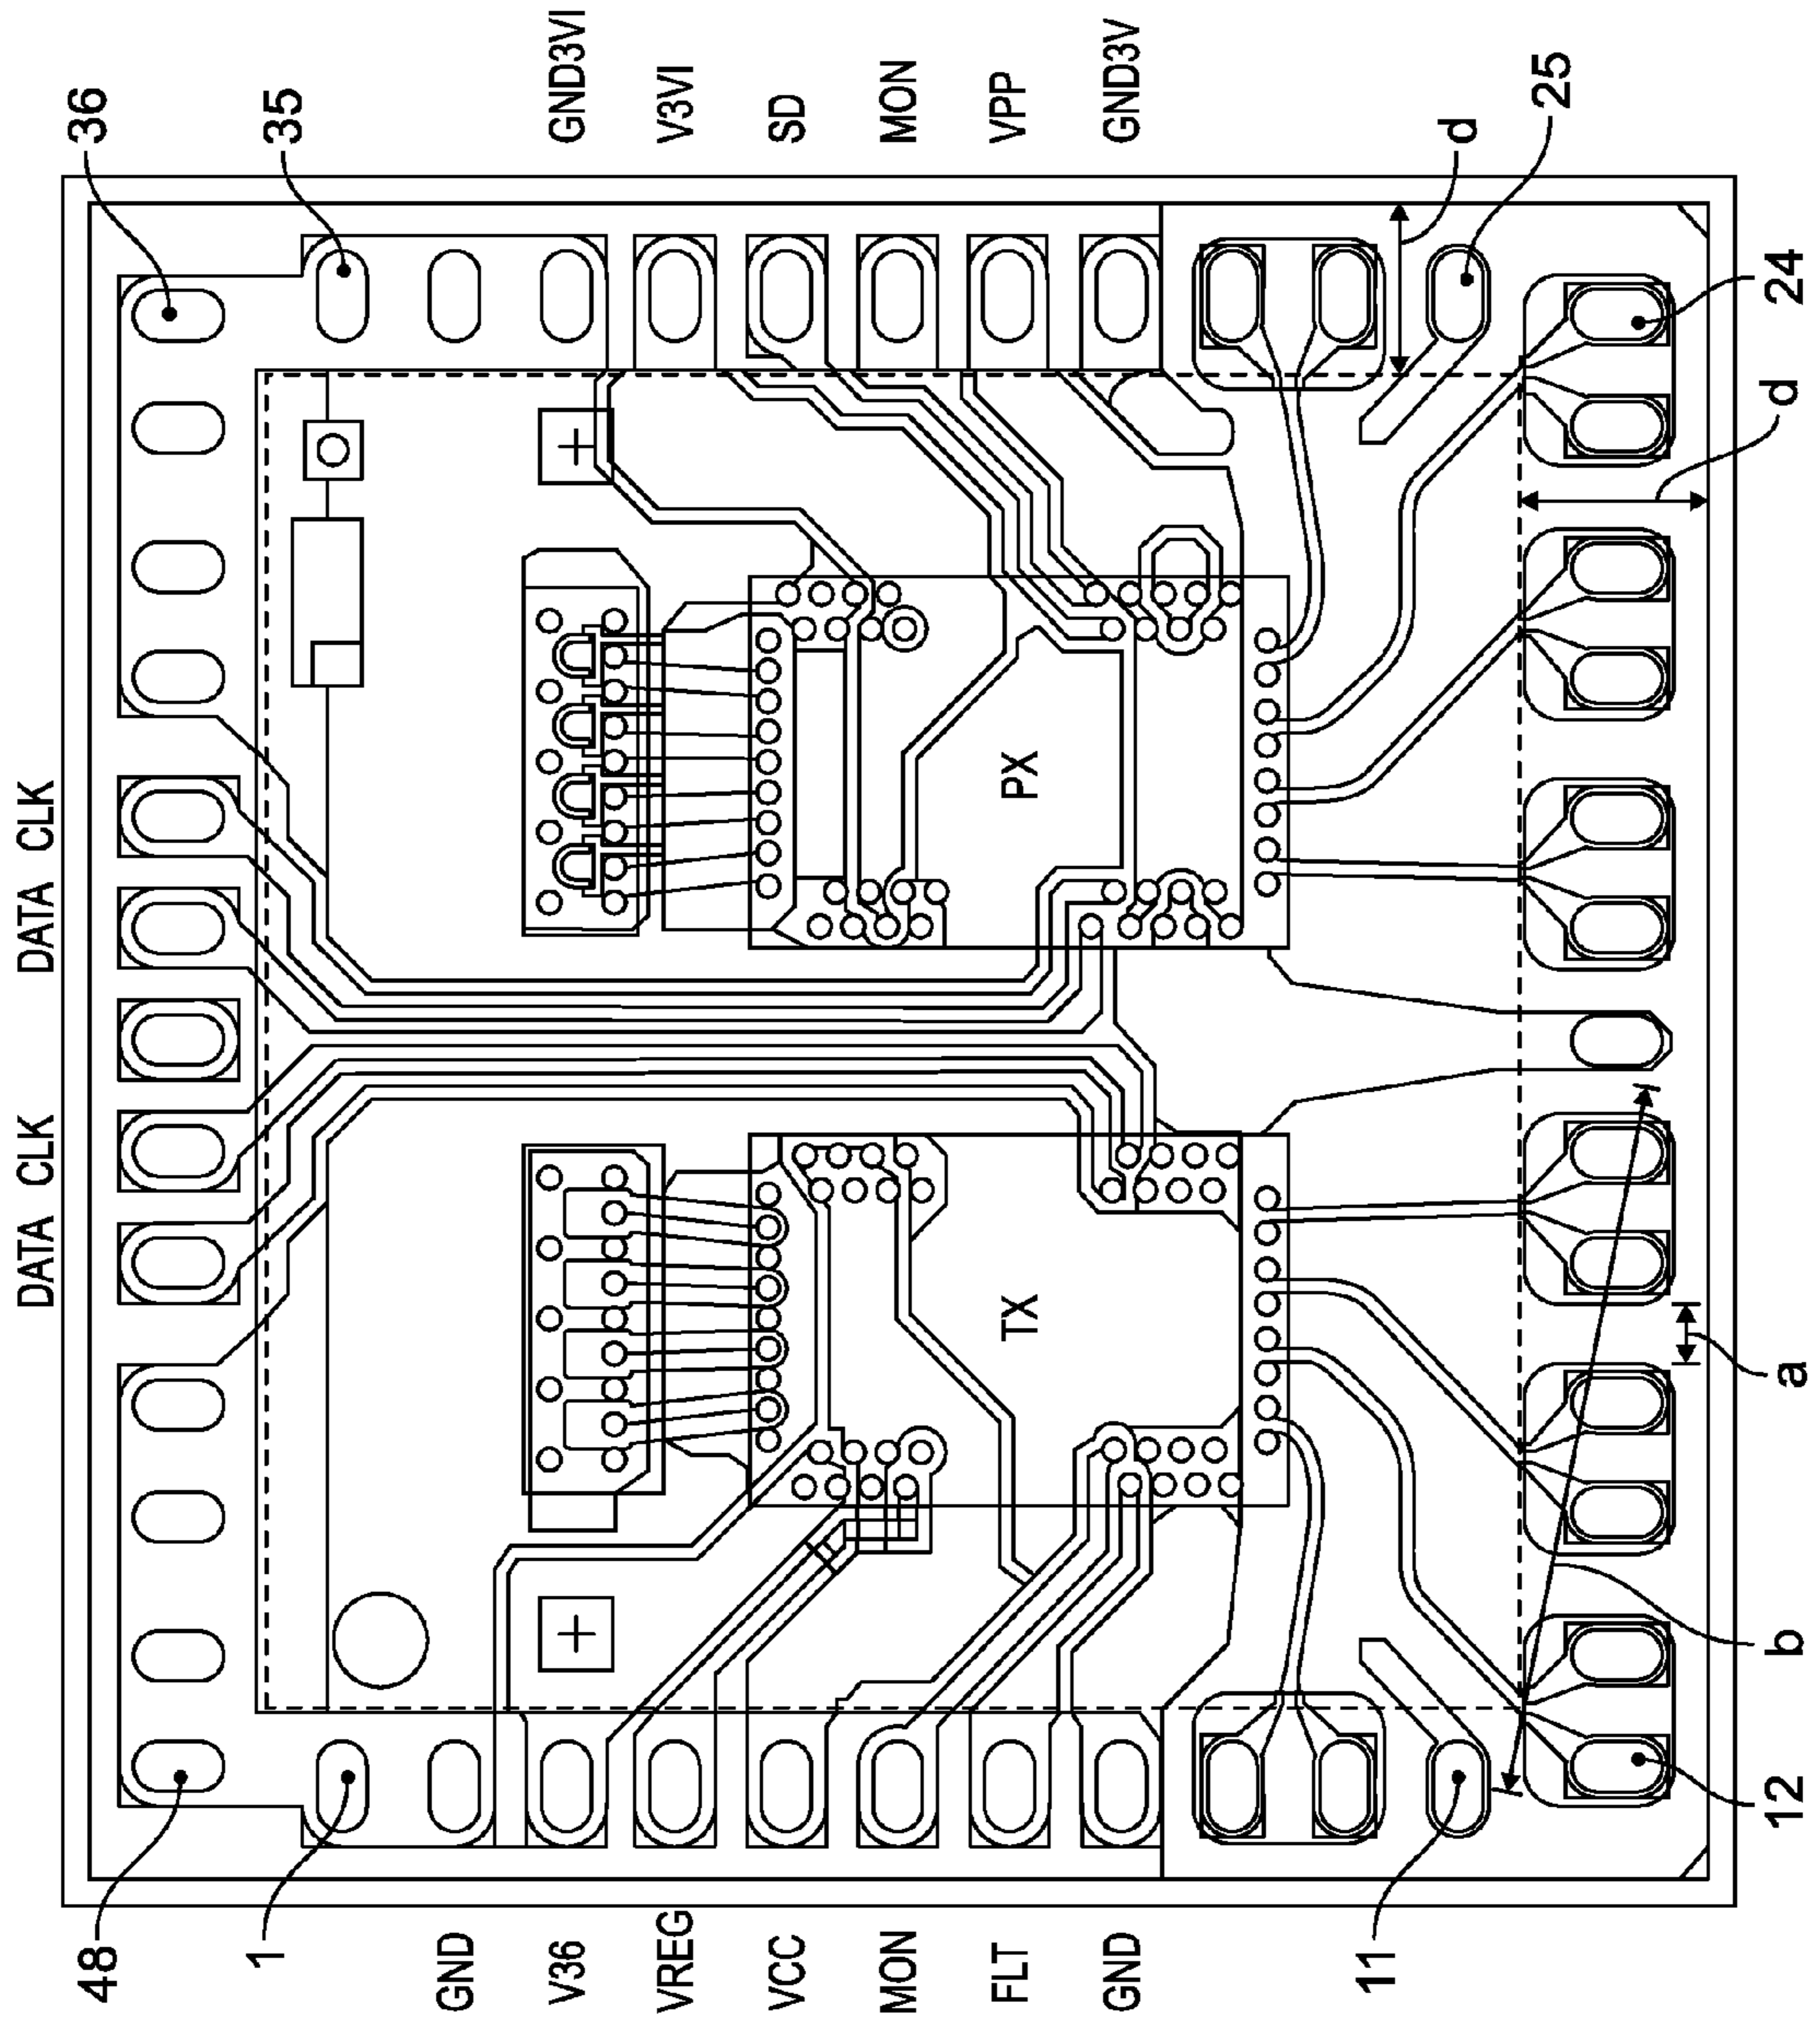 DATA CLK
DATA CLK
48
36
1
35
GND
GND3VI
V36
V3VI
VREG
SD
VCC
MON
MON
VPP
FLT
TX
PX
GND
GND3V
11
d
25
12
b
a
d
24